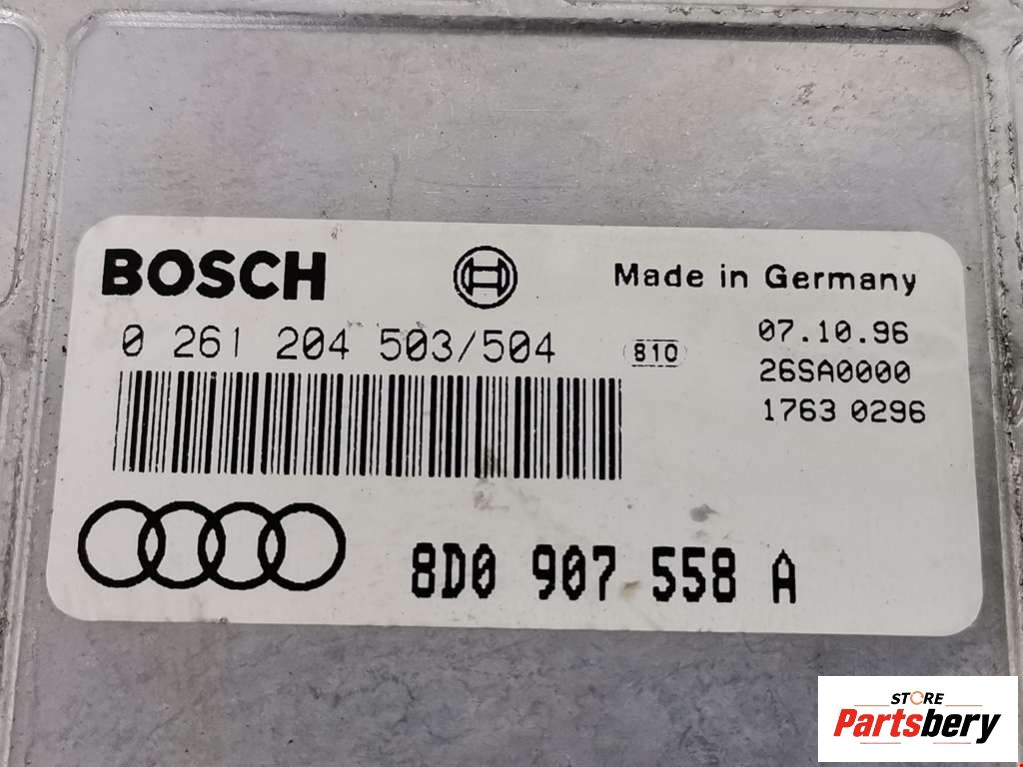 BOSCH
Made in Germany
0 261 204 503/504
810
07.10.96
26SA0000
1763 0296
8D0 907 558 A
STORE
Partsbery